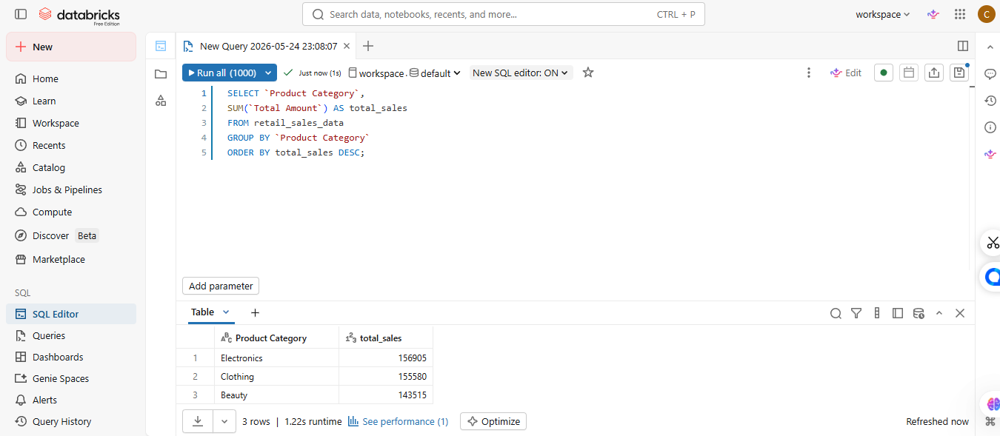 databricks
Free Edition
Search data, notebooks, recents, and more...
CTRL + P
workspace
C
New
Home
Learn
Workspace
Recents
Catalog
Jobs & Pipelines
Compute
Discover Beta
Marketplace
SQL
SQL Editor
Queries
Dashboards
Genie Spaces
Alerts
Query History
New Query 2026-05-24 23:08:07
Run all (1000)
Just now (1s)
workspace . default
New SQL editor: ON
Edit
1 SELECT `Product Category`,
2 SUM(`Total Amount`) AS total_sales
3 FROM retail_sales_data
4 GROUP BY `Product Category`
5 ORDER BY total_sales DESC;
Add parameter
Table
Product Category total_sales
1 Electronics 156905
2 Clothing 155580
3 Beauty 143515
3 rows | 1.22s runtime See performance (1) Optimize Refreshed now